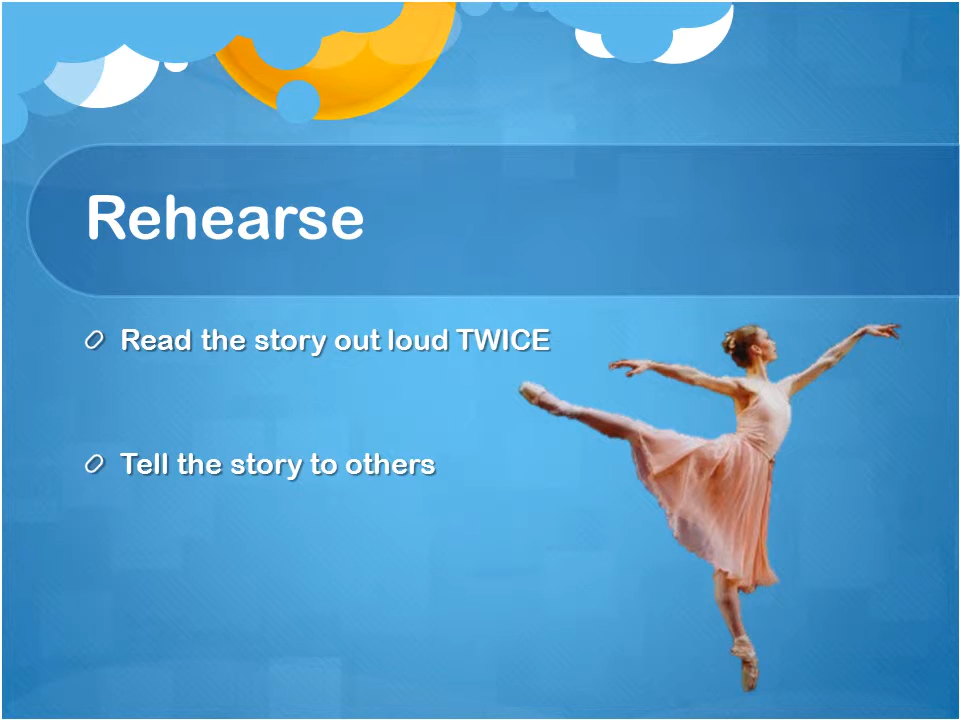 Rehearse
Read the story out loud TWICE
Tell the story to others